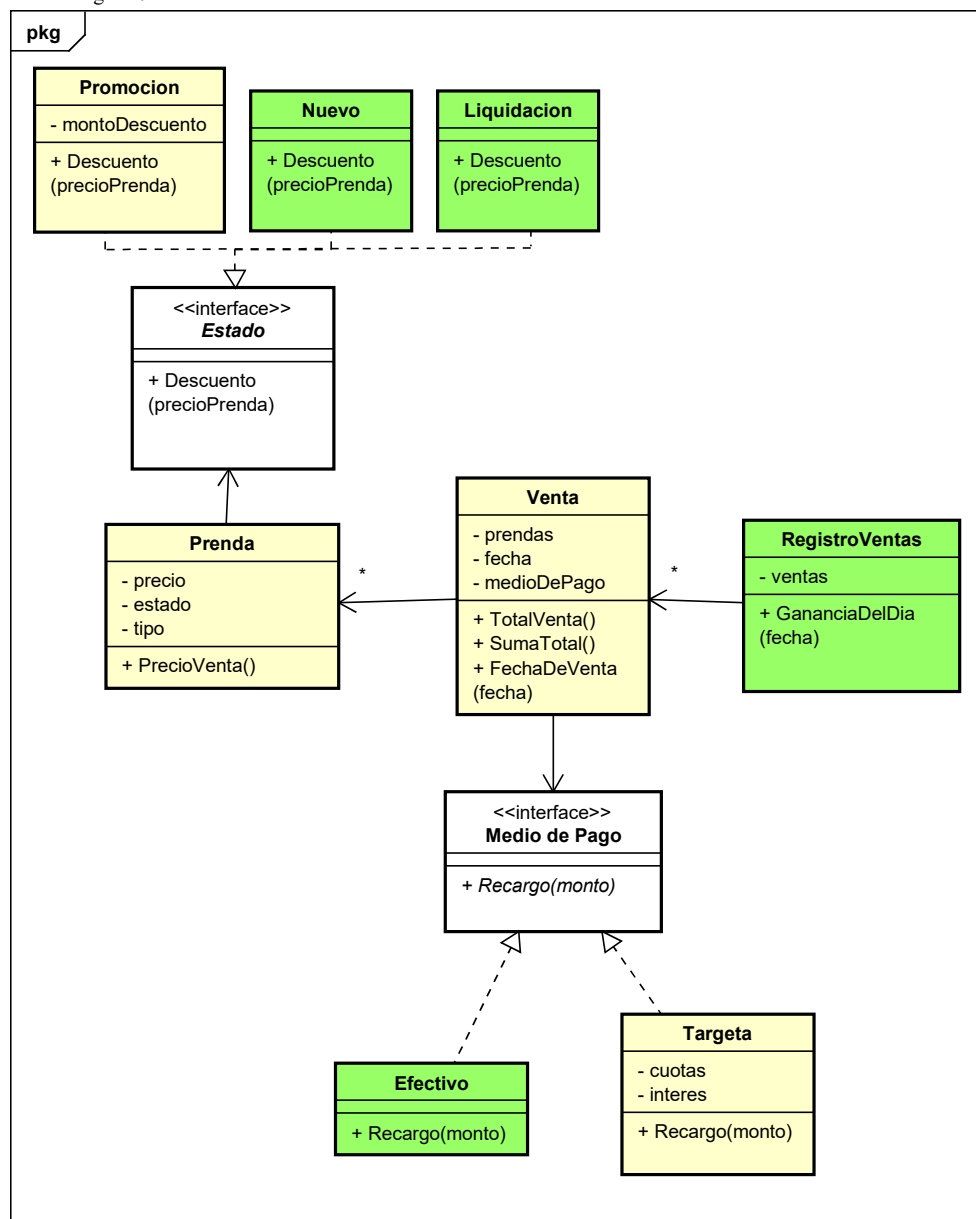 pkg
Promocion
- montoDescuento
+ Descuento
(precioPrenda)
Nuevo
+ Descuento
(precioPrenda)
Liquidacion
+ Descuento
(precioPrenda)
<<interface>>
Estado
+ Descuento
(precioPrenda)
Prenda
- precio
- estado
- tipo
+ PrecioVenta()
*
Venta
- prendas
- fecha
- medioDePago
+ TotalVenta()
+ SumaTotal()
+ FechaDeVenta
(fecha)
*
RegistroVentas
- ventas
+ GananciaDelDia
(fecha)
<<interface>>
Medio de Pago
+ Recargo(monto)
Efectivo
+ Recargo(monto)
Targeta
- cuotas
- interes
+ Recargo(monto)